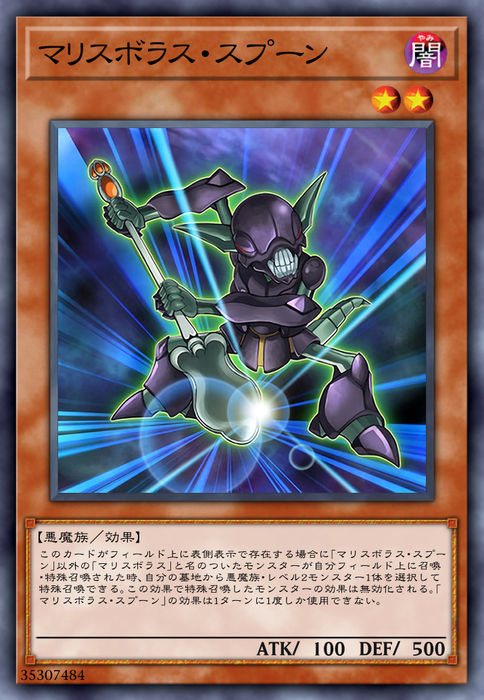 マリスボラス・スプーン
やみ
闇
【悪魔族／効果】
このカードがフィールド上に表側表示で存在する場合に「マリスボラス・スプー
ン」以外の「マリスボラス」と名のついたモンスターが自分フィールド上に召喚
・特殊召喚された時、自分の墓地から悪魔族・レベル2モンスター1体を選択して
特殊召喚できる。この効果で特殊召喚したモンスターの効果は無効化される。「
マリスボラス・スプーン」の効果は1ターンに1度しか使用できない。
ATK/ 100 DEF/ 500
35307484